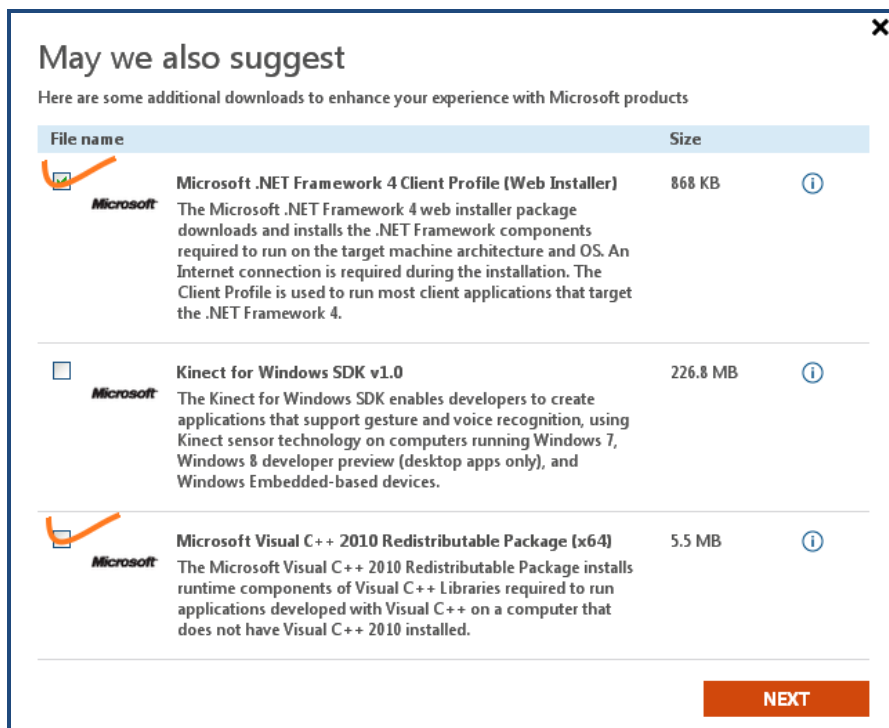 May we also suggest
Here are some additional downloads to enhance your experience with Microsoft products
File name Size
Microsoft .NET Framework 4 Client Profile (Web Installer) 868 KB
Microsoft
The Microsoft .NET Framework 4 web installer package
downloads and installs the .NET Framework components
required to run on the target machine architecture and OS. An
Internet connection is required during the installation. The
Client Profile is used to run most client applications that target
the .NET Framework 4.
Kinect for Windows SDK v1.0 226.8 MB
Microsoft
The Kinect for Windows SDK enables developers to create
applications that support gesture and voice recognition, using
Kinect sensor technology on computers running Windows 7,
Windows 8 developer preview (desktop apps only), and
Windows Embedded-based devices.
Microsoft Visual C++ 2010 Redistributable Package (x64) 5.5 MB
Microsoft
The Microsoft Visual C++ 2010 Redistributable Package installs
runtime components of Visual C++ Libraries required to run
applications developed with Visual C++ on a computer that
does not have Visual C++ 2010 installed.
NEXT